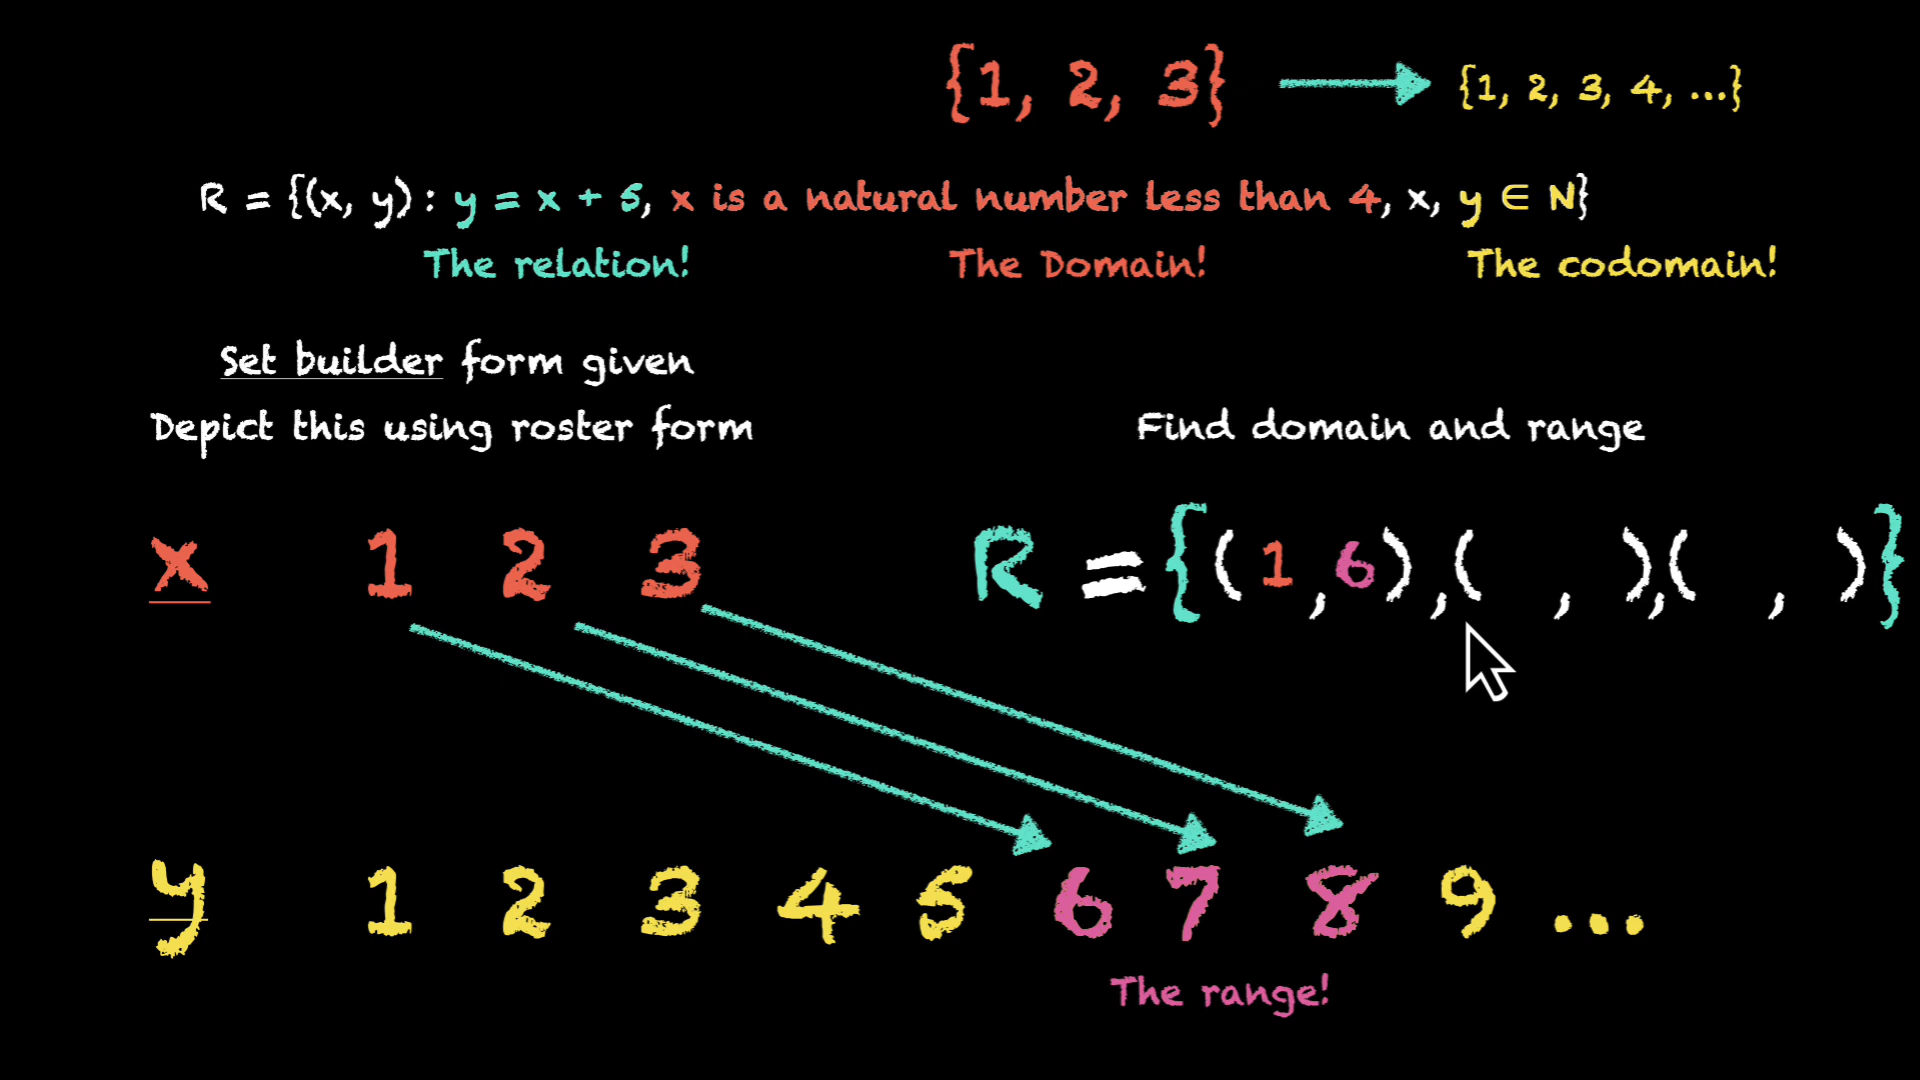 {1, 2, 3} → {1, 2, 3, 4, ...}
R = {(x, y) : y = x + 5, x is a natural number less than 4, x, y ∈ N}
The relation! The Domain! The codomain!
Set builder form given
Depict this using roster form Find domain and range
x 1 2 3 R = {(1,6),( , ),( , )}
y 1 2 3 4 5 6 7 8 9 ...
The range!